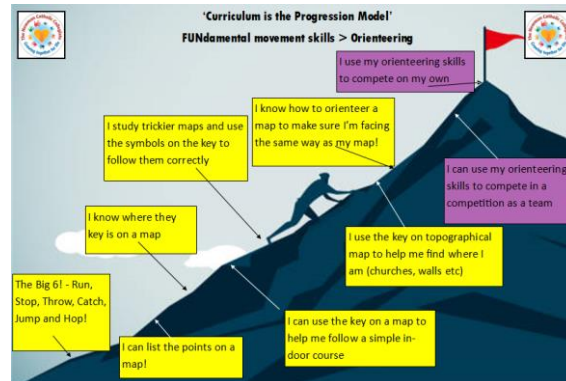 'Curriculum is the Progression Model'
FUNdamental movement skills > Orienteering
I use my orienteering skills
to compete on my own
I know how to orienteer a
map to make sure I'm facing
the same way as my map!
I study trickier maps and use
the symbols on the key to
follow them correctly
I can use my orienteering
skills to compete in a
competition as a team
I know where they
key is on a map
I use the key on topographical
map to help me find where I
am (churches, walls etc)
The Big 6! - Run,
Stop, Throw, Catch,
Jump and Hop!
I can use the key on a map to
help me follow a simple in-
door course
I can list the points on a
map!